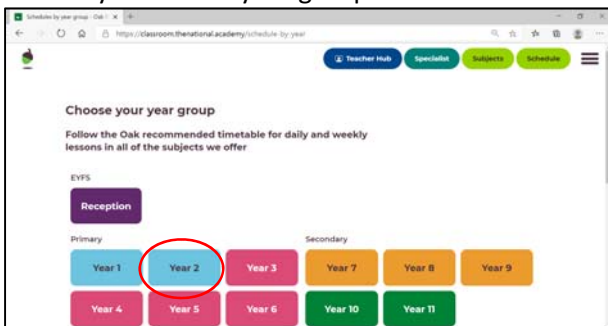 Schedules by year group - Oak
https://classroom.thenational.academy/schedule-by-year/
Teacher Hub
Specialist
Subjects
Schedule
Choose your year group
Follow the Oak recommended timetable for daily and weekly
lessons in all of the subjects we offer
EYFS
Reception
Primary
Secondary
Year 1
Year 2
Year 3
Year 7
Year 8
Year 9
Year 4
Year 5
Year 6
Year 10
Year 11